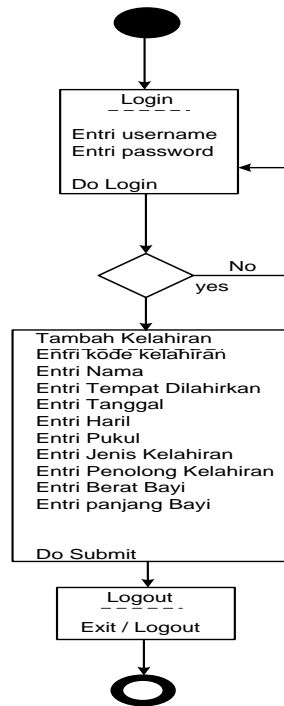 Login
Entri username
Entri password
Do Login
No
yes
Tambah Kelahiran
Entri kode kelahiran
Entri Nama
Entri Tempat Dilahirkan
Entri Tanggal
Entri Haril
Entri Pukul
Entri Jenis Kelahiran
Entri Penolong Kelahiran
Entri Berat Bayi
Entri panjang Bayi
Do Submit
Logout
Exit / Logout